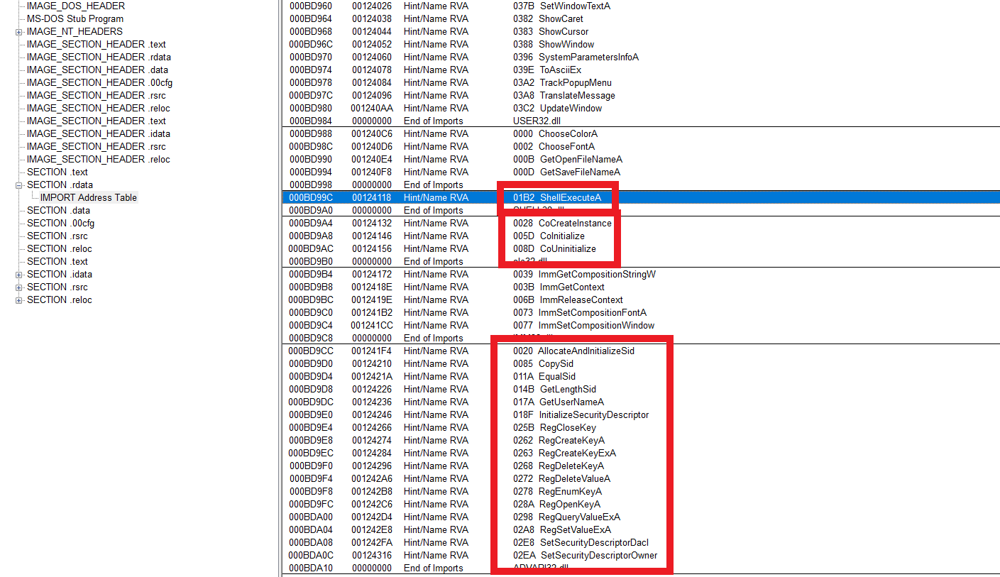 IMAGE_DOS_HEADER
MS-DOS Stub Program
IMAGE_NT_HEADERS
IMAGE_SECTION_HEADER .text
IMAGE_SECTION_HEADER .rdata
IMAGE_SECTION_HEADER .data
IMAGE_SECTION_HEADER .00cfg
IMAGE_SECTION_HEADER .rsrc
IMAGE_SECTION_HEADER .reloc
IMAGE_SECTION_HEADER .text
IMAGE_SECTION_HEADER .idata
IMAGE_SECTION_HEADER .rsrc
IMAGE_SECTION_HEADER .reloc
SECTION .text
SECTION .rdata
IMPORT Address Table
SECTION .data
SECTION .00cfg
SECTION .rsrc
SECTION .reloc
SECTION .text
SECTION .idata
SECTION .rsrc
SECTION .reloc
000BD960 00124026 Hint/Name RVA 037B SetWindowTextA
000BD964 00124038 Hint/Name RVA 0382 ShowCaret
000BD968 00124044 Hint/Name RVA 0383 ShowCursor
000BD96C 00124052 Hint/Name RVA 0388 ShowWindow
000BD970 00124060 Hint/Name RVA 0396 SystemParametersInfoA
000BD974 00124078 Hint/Name RVA 039E ToAsciiEx
000BD978 00124084 Hint/Name RVA 03A2 TrackPopupMenu
000BD97C 00124096 Hint/Name RVA 03A8 TranslateMessage
000BD980 001240AA Hint/Name RVA 03C2 UpdateWindow
000BD984 00000000 End of Imports USER32.dll
000BD988 001240C6 Hint/Name RVA 0000 ChooseColorA
000BD98C 001240D6 Hint/Name RVA 0002 ChooseFontA
000BD990 001240E4 Hint/Name RVA 000B GetOpenFileNameA
000BD994 001240F8 Hint/Name RVA 000D GetSaveFileNameA
000BD998 00000000 End of Imports
000BD99C 00124118 Hint/Name RVA 01B2 ShellExecuteA
000BD9A0 00000000 End of Imports
000BD9A4 00124132 Hint/Name RVA 0028 CoCreateInstance
000BD9A8 00124146 Hint/Name RVA 005D CoInitialize
000BD9AC 00124156 Hint/Name RVA 008D CoUninitialize
000BD9B0 00000000 End of Imports
000BD9B4 00124172 Hint/Name RVA 0039 ImmGetCompositionStringW
000BD9B8 0012418E Hint/Name RVA 003B ImmGetContext
000BD9BC 0012419E Hint/Name RVA 006B ImmReleaseContext
000BD9C0 001241B2 Hint/Name RVA 0073 ImmSetCompositionFontA
000BD9C4 001241CC Hint/Name RVA 0077 ImmSetCompositionWindow
000BD9C8 00000000 End of Imports
000BD9CC 001241F4 Hint/Name RVA 0020 AllocateAndInitializeSid
000BD9D0 00124210 Hint/Name RVA 0085 CopySid
000BD9D4 0012421A Hint/Name RVA 011A EqualSid
000BD9D8 00124226 Hint/Name RVA 014B GetLengthSid
000BD9DC 00124236 Hint/Name RVA 017A GetUserNameA
000BD9E0 00124246 Hint/Name RVA 018F InitializeSecurityDescriptor
000BD9E4 00124266 Hint/Name RVA 025B RegCloseKey
000BD9E8 00124274 Hint/Name RVA 0262 RegCreateKeyA
000BD9EC 00124284 Hint/Name RVA 0263 RegCreateKeyExA
000BD9F0 00124296 Hint/Name RVA 0268 RegDeleteKeyA
000BD9F4 001242A6 Hint/Name RVA 0272 RegDeleteValueA
000BD9F8 001242B8 Hint/Name RVA 0278 RegEnumKeyA
000BD9FC 001242C6 Hint/Name RVA 028A RegOpenKeyA
000BDA00 001242D4 Hint/Name RVA 0298 RegQueryValueExA
000BDA04 001242E8 Hint/Name RVA 02A8 RegSetValueExA
000BDA08 001242FA Hint/Name RVA 02E8 SetSecurityDescriptorDacl
000BDA0C 00124316 Hint/Name RVA 02EA SetSecurityDescriptorOwner
000BDA10 00000000 End of Imports